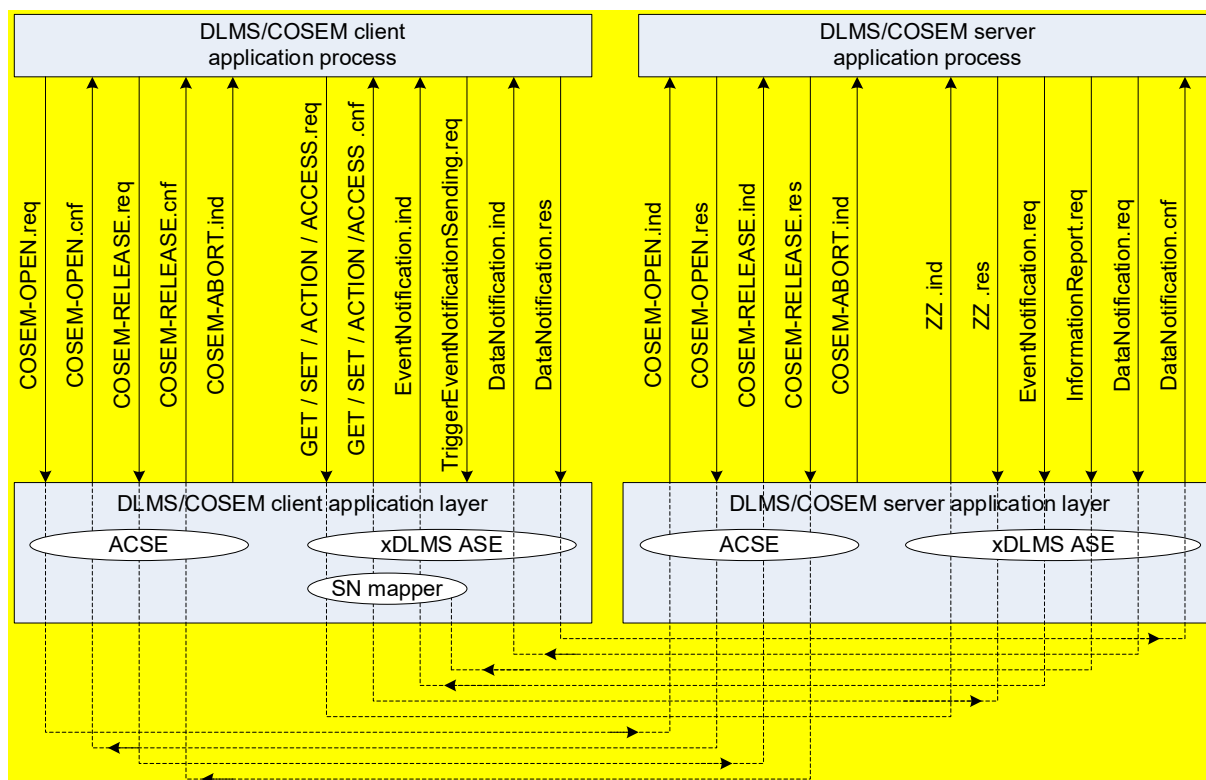 DLMS/COSEM client
application process
DLMS/COSEM server
application process
COSEM-OPEN.req
COSEM-OPEN.cnf
COSEM-RELEASE.req
COSEM-RELEASE.cnf
COSEM-ABORT.ind
GET / SET / ACTION / ACCESS.req
GET / SET / ACTION /ACCESS .cnf
EventNotification.ind
TriggerEventNotificationSending.req
DataNotification.ind
DataNotification.res
COSEM-OPEN.ind
COSEM-OPEN.res
COSEM-RELEASE.ind
COSEM-RELEASE.res
COSEM-ABORT.ind
ZZ .ind
ZZ .res
EventNotification.req
InformationReport.req
DataNotification.req
DataNotification.cnf
DLMS/COSEM client application layer
DLMS/COSEM server application layer
ACSE
xDLMS ASE
ACSE
xDLMS ASE
SN mapper